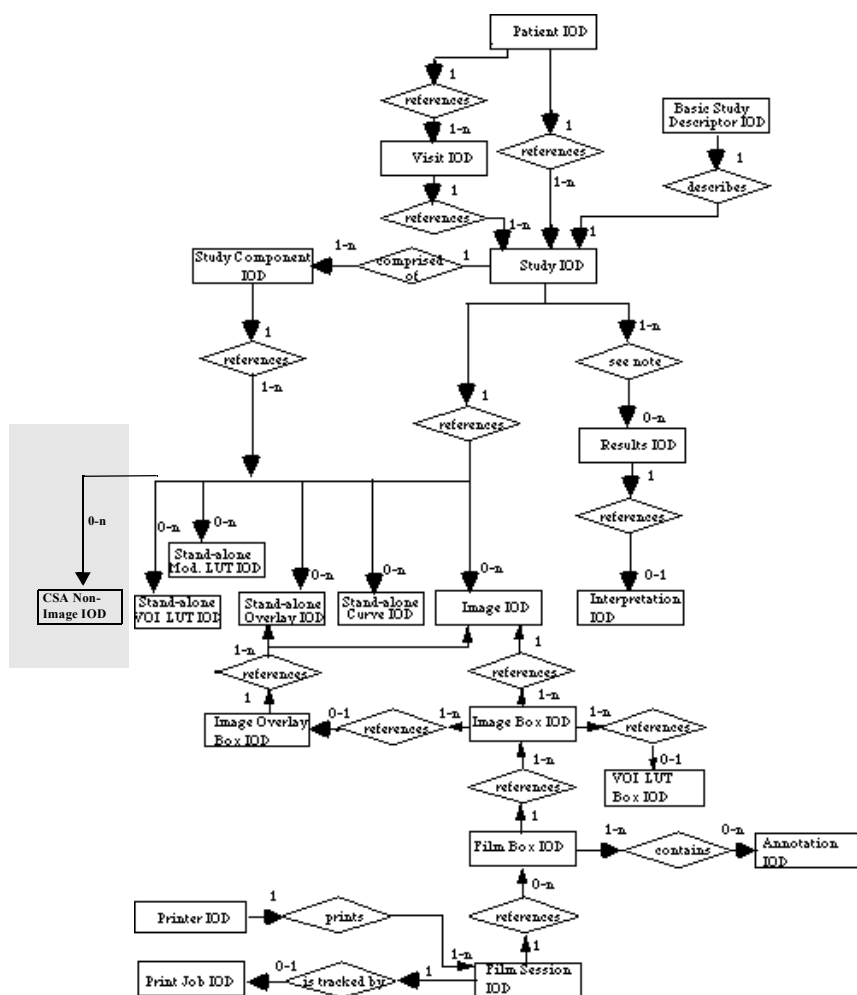 Patient IOD
1
1
references
Basic Study
Descriptor IOD
1-n
1
Visit IOD
references
1
1
1-n
describes
references
1-n
1
1-n
1
Study Component
IOD
comprised
of
Study IOD
1
1-n
references
see note
1-n
1
0-n
references
Results IOD
1
0-n
references
0-n
0-n
0-n
0-n
0-n
0-1
Stand-alone
Mod. LUT IOD
CSA Non-
Image IOD
Stand-alone
VOI LUT IOD
Stand-alone
Overlay IOD
Stand-alone
Curve IOD
Image IOD
Interpretation
IOD
1-n
1
references
references
1
1-n
Image Overlay
Box IOD
0-1
references
1-n
Image Box IOD
1-n
references
0-1
1-n
VOI LUT
Box IOD
references
1
Film Box IOD
1-n
contains
0-n
Annotation
IOD
0-n
Printer IOD
1
prints
references
1-n
1
Print Job IOD
0-1
is tracked by
1
Film Session
IOD